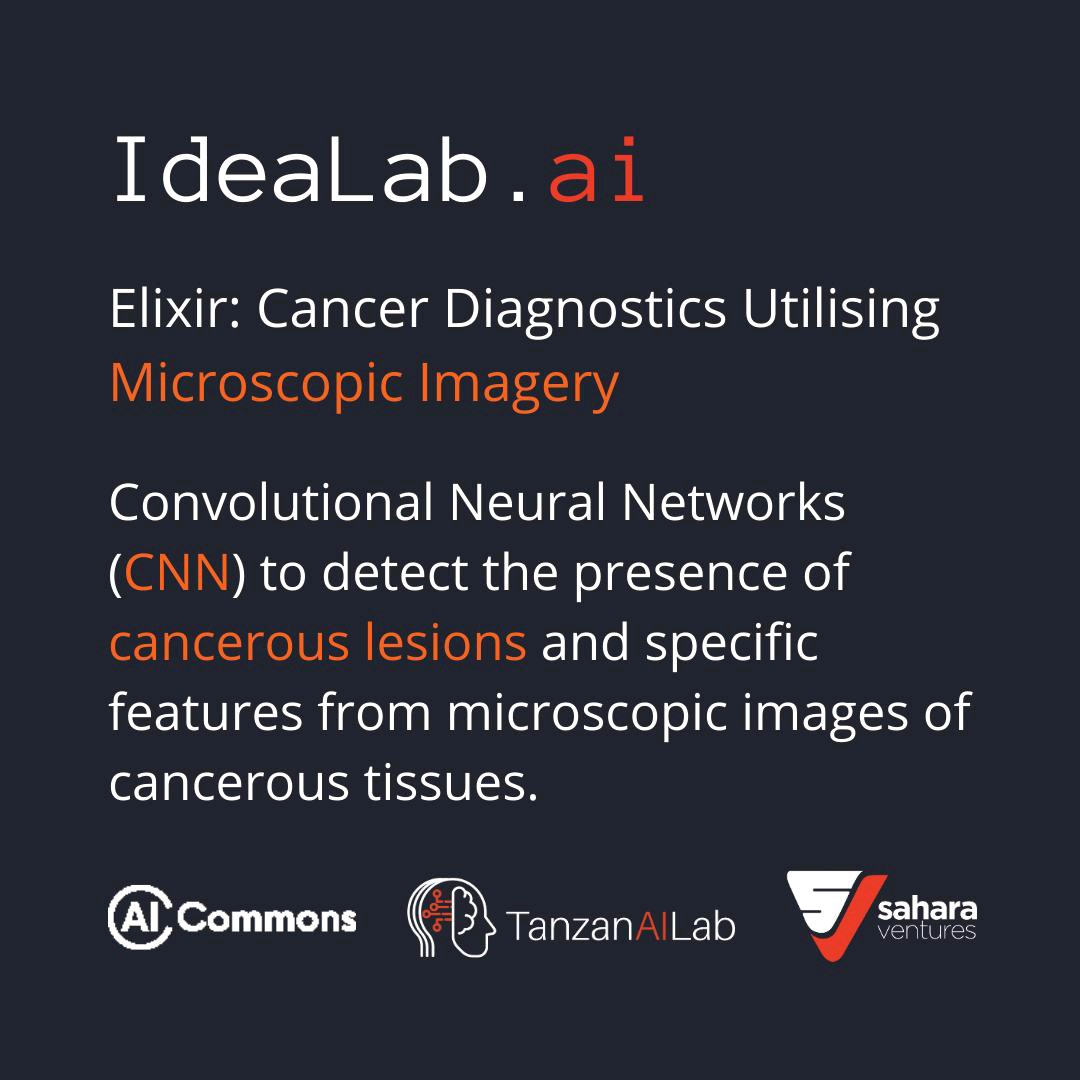 IdeaLab.ai
Elixir: Cancer Diagnostics Utilising
Microscopic Imagery
Convolutional Neural Networks
(CNN) to detect the presence of
cancerous lesions and specific
features from microscopic images of
cancerous tissues.
AI Commons
TanzanAILab
sahara
ventures